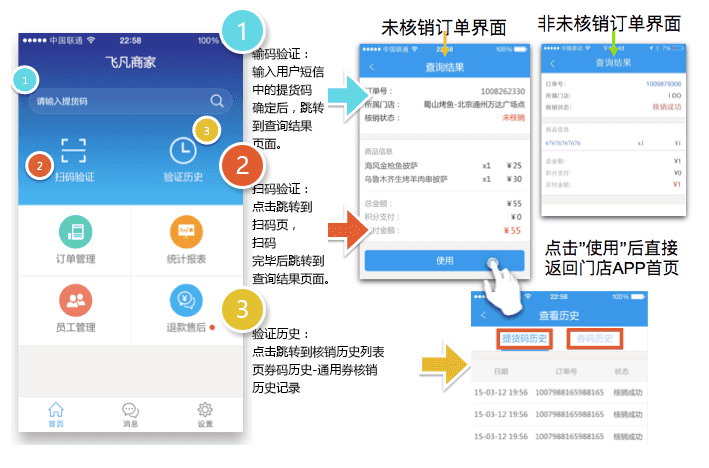 中国联通 22:58 100%
飞凡商家
1
请输入提货码
扫码验证
2
验证历史
3
订单管理
统计报表
员工管理
退款售后
首页
消息
设置
1
输码验证：
输入用户短信
中的提货码
确定后，跳转
到查询结果
页面。
2
扫码验证：
点击跳转到
扫码页，
扫码
完毕后跳转到
查询结果页面。
3
验证历史：
点击跳转到核销历史列表
页券码历史-通用券核销
历史记录
未核销订单界面
中国联通 22:58 100%
查询结果
订单号： 1008262330
所属门店： 蜀山烤鱼-北京通州万达广场点
核销状态： 未核销
商品信息
海风金枪鱼披萨 x1 ¥ 25
乌鲁木齐生烤羊肉串披萨 x1 ¥ 30
总金额： ¥ 55
积分支付： ¥ 0
付金额： ¥ 55
使用
非未核销订单界面
查询结果
订单号： 1009879306
所属门店： I DO
核销状态： 核销成功
商品信息
67676767676 x1 ¥1
总金额： ¥1
积分支付： ¥0
支付金额： ¥1
点击”使用”后直接
返回门店APP首页
22:58 100%
查看历史
提货码历史 券码历史
日期 订单号 状态
15-03-12 19:56 1007988165988165 核销成功
15-03-12 19:56 1007988165988165 核销成功
15-03-12 19:56 1007988165988165 核销成功